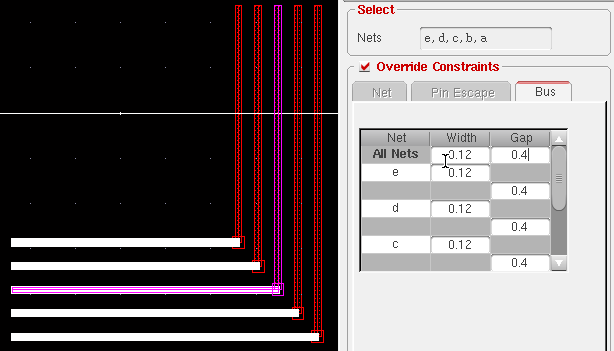 Select
Nets e, d, c, b, a
Override Constraints
Net Pin Escape Bus
Net Width Gap
All Nets 0.12 0.4
e 0.12
0.4
d 0.12
0.4
c 0.12
0.4